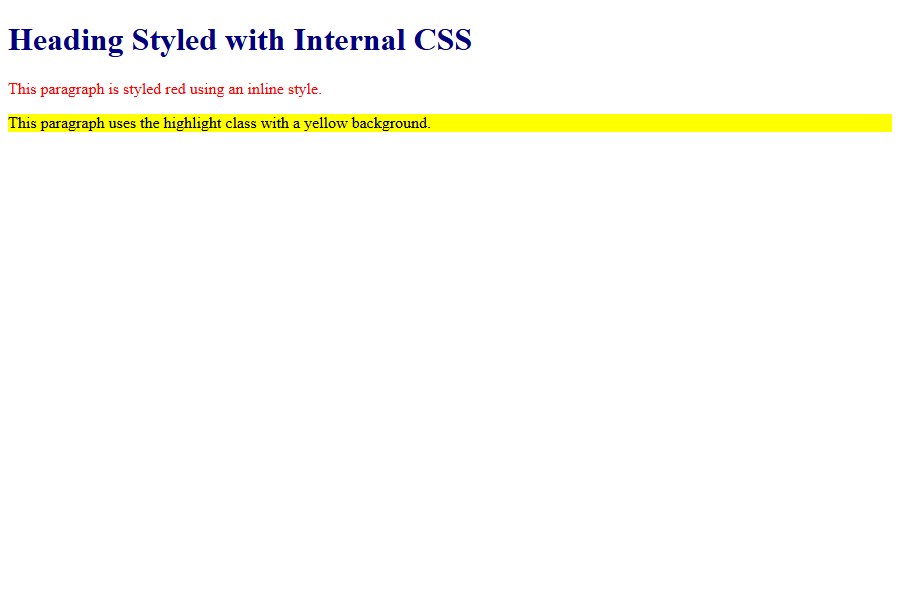 Heading Styled with Internal CSS
This paragraph is styled red using an inline style.
This paragraph uses the highlight class with a yellow background.